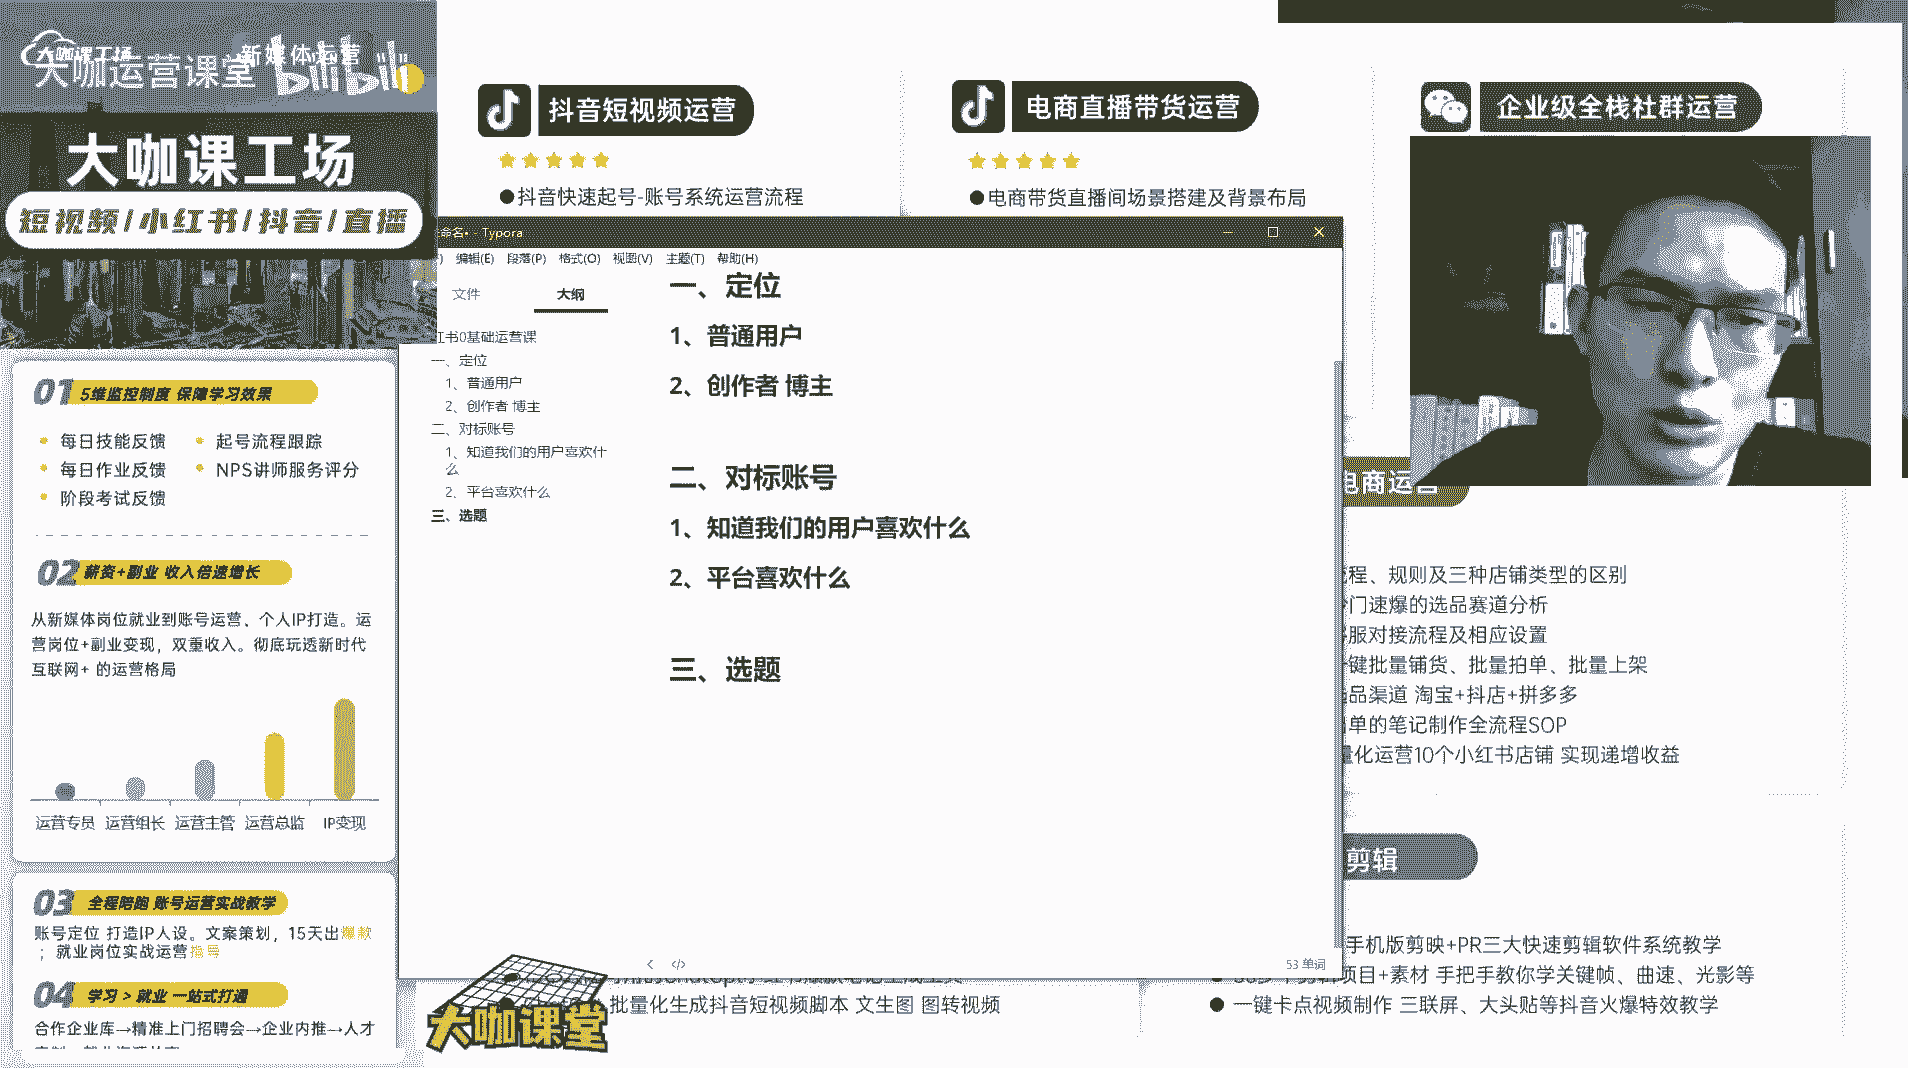 大咖课工场
新媒体运营
大咖运营课堂
bilibili
大咖课工场
短视频/小红书/抖音/直播
01 5维监控制度 保障学习效果
每日技能反馈
起号流程跟踪
每日作业反馈
NPS讲师服务评分
阶段考试反馈
02 薪资+副业 收入倍速增长
从新媒体岗位就业到账号运营、个人IP打造。运
营岗位+副业变现，双重收入。彻底玩透新时代
互联网+ 的运营格局
运营专员 运营组长 运营主管 运营总监 IP变现
03 全程陪跑 账号运营实战教学
账号定位 打造IP人设。文案策划，15天出爆款
；就业岗位实战运营指导
04 学习 > 就业 一站式打通
合作企业库→精准上门招聘会→企业内推→人才
抖音短视频运营
●抖音快速起号-账号系统运营流程
电商直播带货运营
●电商带货直播间场景搭建及背景布局
企业级全栈社群运营
命名• - Typora
编辑(E) 段落(P) 格式(O) 视图(V) 主题(T) 帮助(H)
文件
大纲
红书0基础运营课
一、定位
1、普通用户
2、创作者 博主
二、对标账号
1、知道我们的用户喜欢什
么
2、平台喜欢什么
三、选题
一、定位
1、普通用户
2、创作者 博主
二、对标账号
1、知道我们的用户喜欢什么
2、平台喜欢什么
三、选题
53 单词
电商运营
程、规则及三种店铺类型的区别
门速爆的选品赛道分析
服对接流程及相应设置
键批量铺货、批量拍单、批量上架
品渠道 淘宝+抖店+拼多多
单的笔记制作全流程SOP
量化运营10个小红书店铺 实现递增收益
剪辑
手机版剪映+PR三大快速剪辑软件系统教学
项目+素材 手把手教你学关键帧、曲速、光影等
● 一键卡点视频制作 三联屏、大头贴等抖音火爆特效教学
批量化生成抖音短视频脚本 文生图 图转视频
大咖课堂